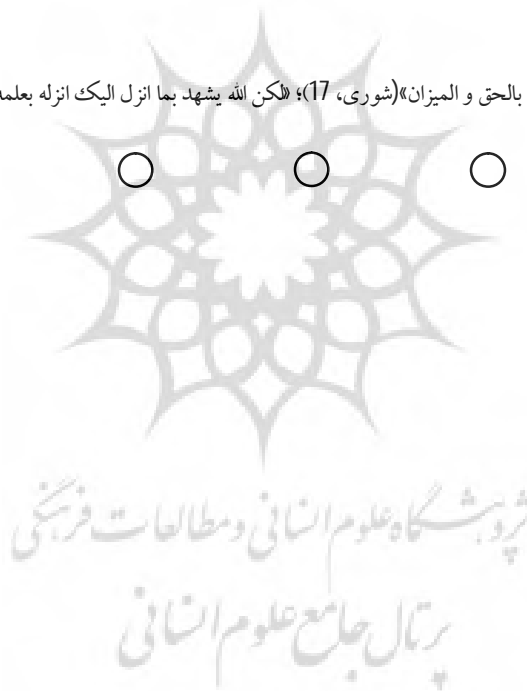 بالحق و المیزان»(شوری، 17)؛ «لکن الله یشهد بما انزل الیک انزله بعلمه
پژوهشگاه علوم انسانی و مطالعات فرهنگی
پرتال جامع علوم انسانی